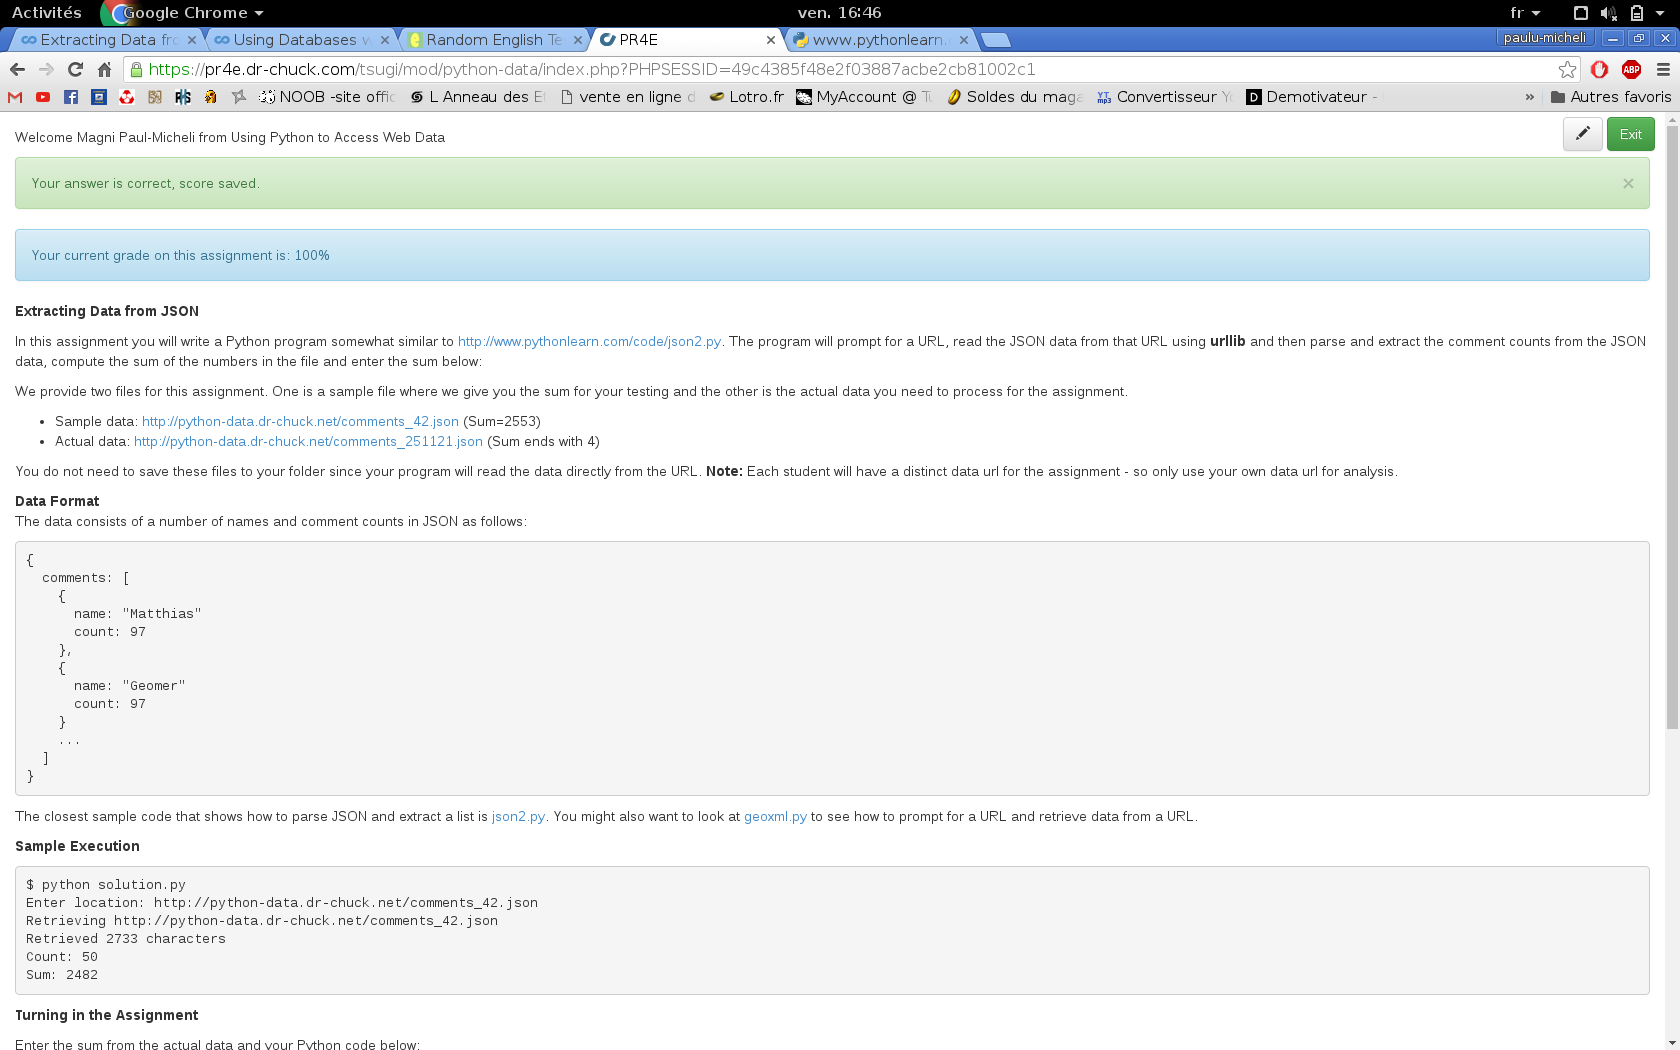 Activités Google Chrome ven. 16:46 fr
Extracting Data fro Using Databases w Random English Te PR4E www.pythonlearn. paulu-micheli
https://pr4e.dr-chuck.com/tsugi/mod/python-data/index.php?PHPSESSID=49c4385f48e2f03887acbe2cb81002c1 ABP
NOOB -site offic L Anneau des E vente en ligne d Lotro.fr MyAccount @ Tu Soldes du maga Convertisseur Demotivateur - » Autres favoris
Welcome Magni Paul-Micheli from Using Python to Access Web Data Exit
Your answer is correct, score saved. ×
Your current grade on this assignment is: 100%
Extracting Data from JSON
In this assignment you will write a Python program somewhat similar to http://www.pythonlearn.com/code/json2.py. The program will prompt for a URL, read the JSON data from that URL using urllib and then parse and extract the comment counts from the JSON
data, compute the sum of the numbers in the file and enter the sum below:
We provide two files for this assignment. One is a sample file where we give you the sum for your testing and the other is the actual data you need to process for the assignment.
• Sample data: http://python-data.dr-chuck.net/comments_42.json (Sum=2553)
• Actual data: http://python-data.dr-chuck.net/comments_251121.json (Sum ends with 4)
You do not need to save these files to your folder since your program will read the data directly from the URL. Note: Each student will have a distinct data url for the assignment - so only use your own data url for analysis.
Data Format
The data consists of a number of names and comment counts in JSON as follows:
{
comments: [
{
name: "Matthias"
count: 97
},
{
name: "Geomer"
count: 97
}
...
]
}
The closest sample code that shows how to parse JSON and extract a list is json2.py. You might also want to look at geoxml.py to see how to prompt for a URL and retrieve data from a URL.
Sample Execution
$ python solution.py
Enter location: http://python-data.dr-chuck.net/comments_42.json
Retrieving http://python-data.dr-chuck.net/comments_42.json
Retrieved 2733 characters
Count: 50
Sum: 2482
Turning in the Assignment
Enter the sum from the actual data and your Python code below: